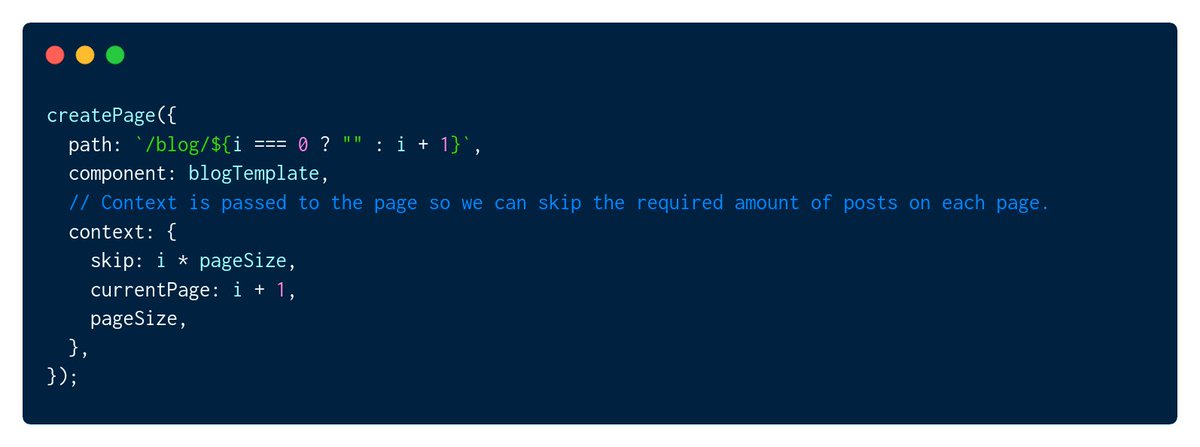 createPage({
  path: `/blog/${i === 0 ? "" : i + 1}`,
  component: blogTemplate,
  // Context is passed to the page so we can skip the required amount of posts on each page.
  context: {
    skip: i * pageSize,
    currentPage: i + 1,
    pageSize,
  },
});